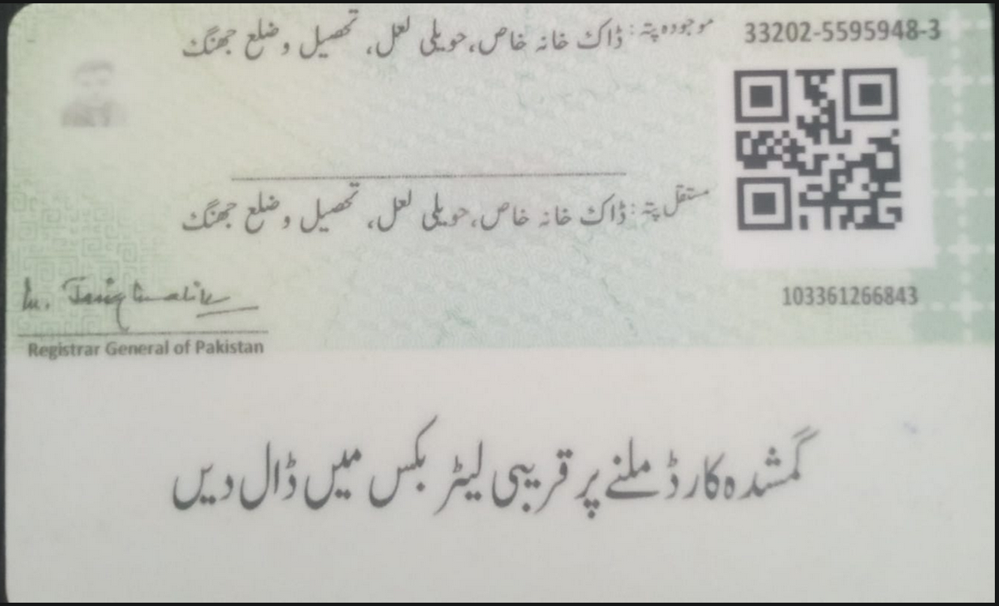 33202-5595948-3
موجودہ پتہ: ڈاک خانہ خاص، حویلی لعل، تحصیل و ضلع جھنگ
مستقل پتہ: ڈاک خانہ خاص، حویلی لعل، تحصیل و ضلع جھنگ
103361266843
Registrar General of Pakistan
گمشدہ کارڈ ملنے پر قریبی لیٹر بکس میں ڈال دیں